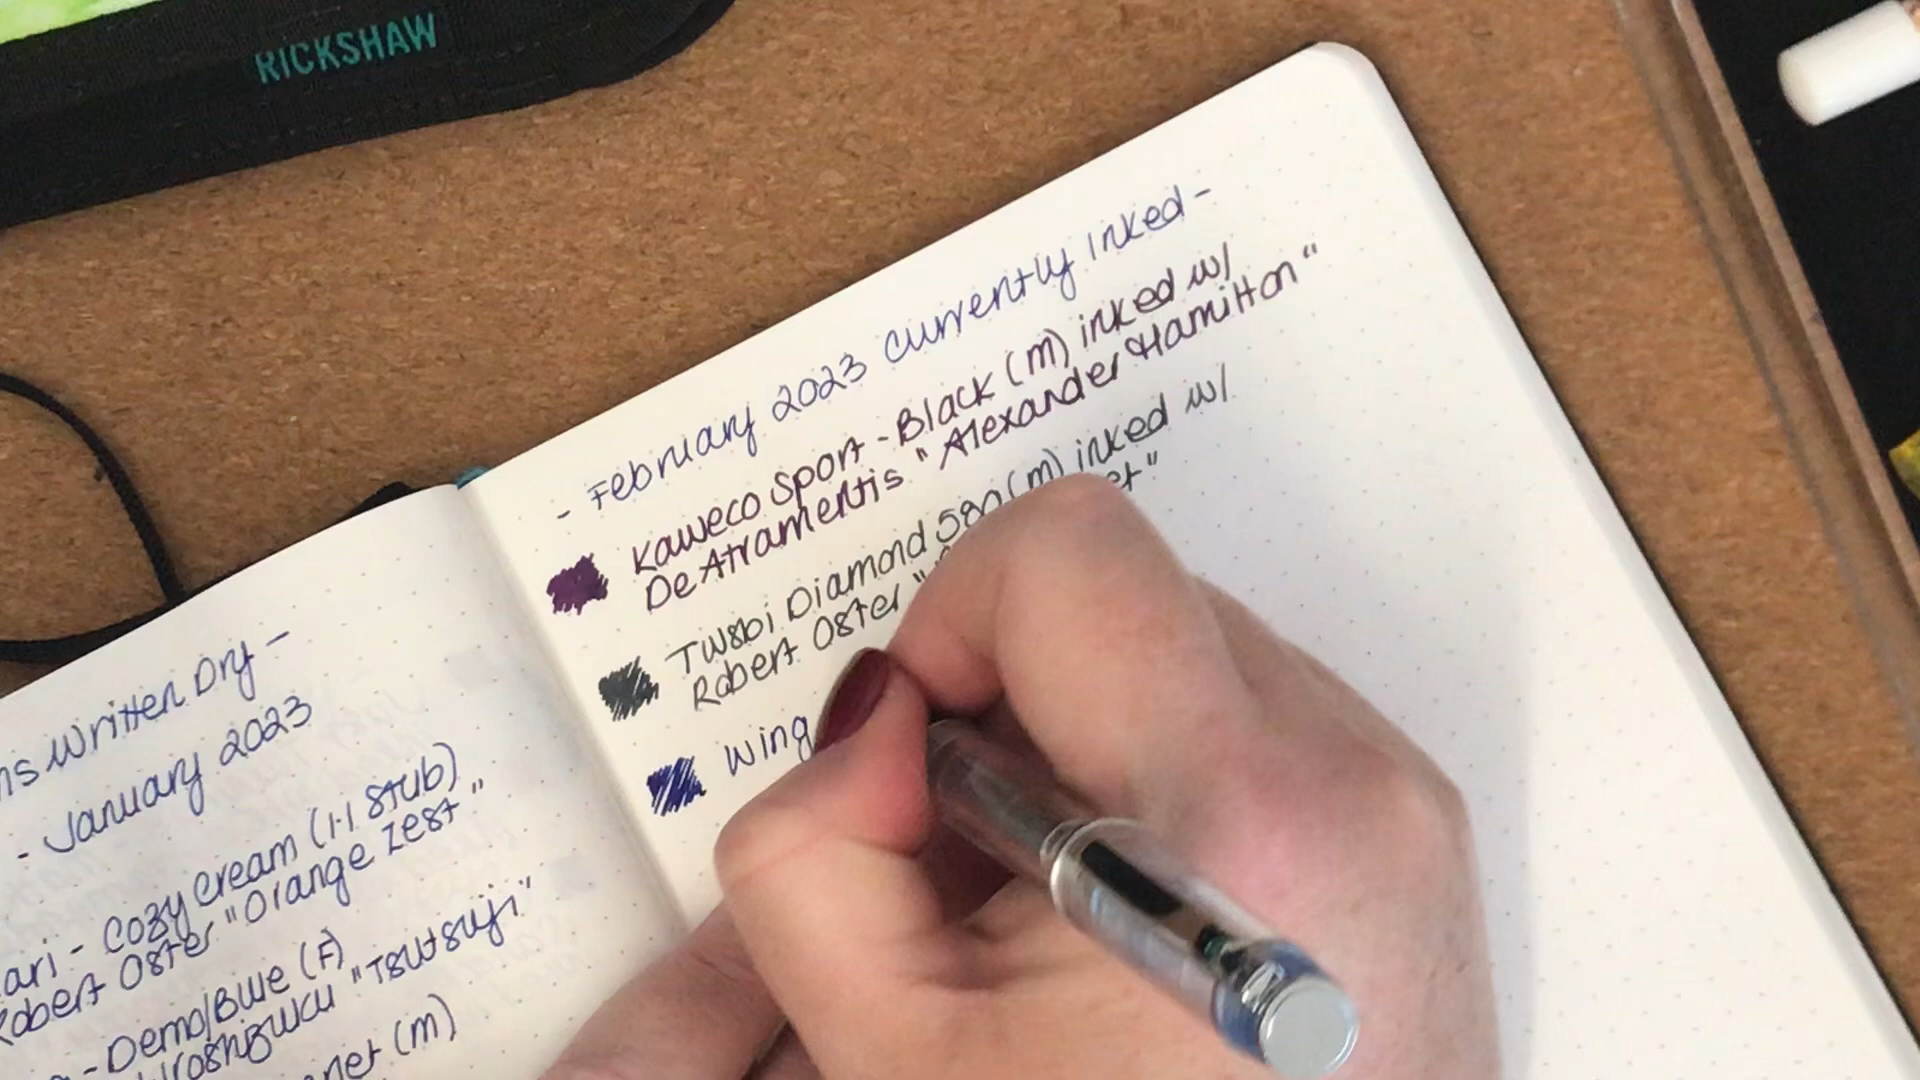 RICKSHAW
ns Written Dry -
- January 2023
ari - Cozy Cream (1.1 Stub)
Robert Oster "Orange Zest"
- Demo/Blue (F)
"Tsutsuji"
(M)
- February 2023 Currently Inked -
Kaweco Sport - Black (M) inked w/
De Atramentis "Alexander Hamilton"
TWSBI Diamond 580 (M) inked w/
Robert Oster "
Wing